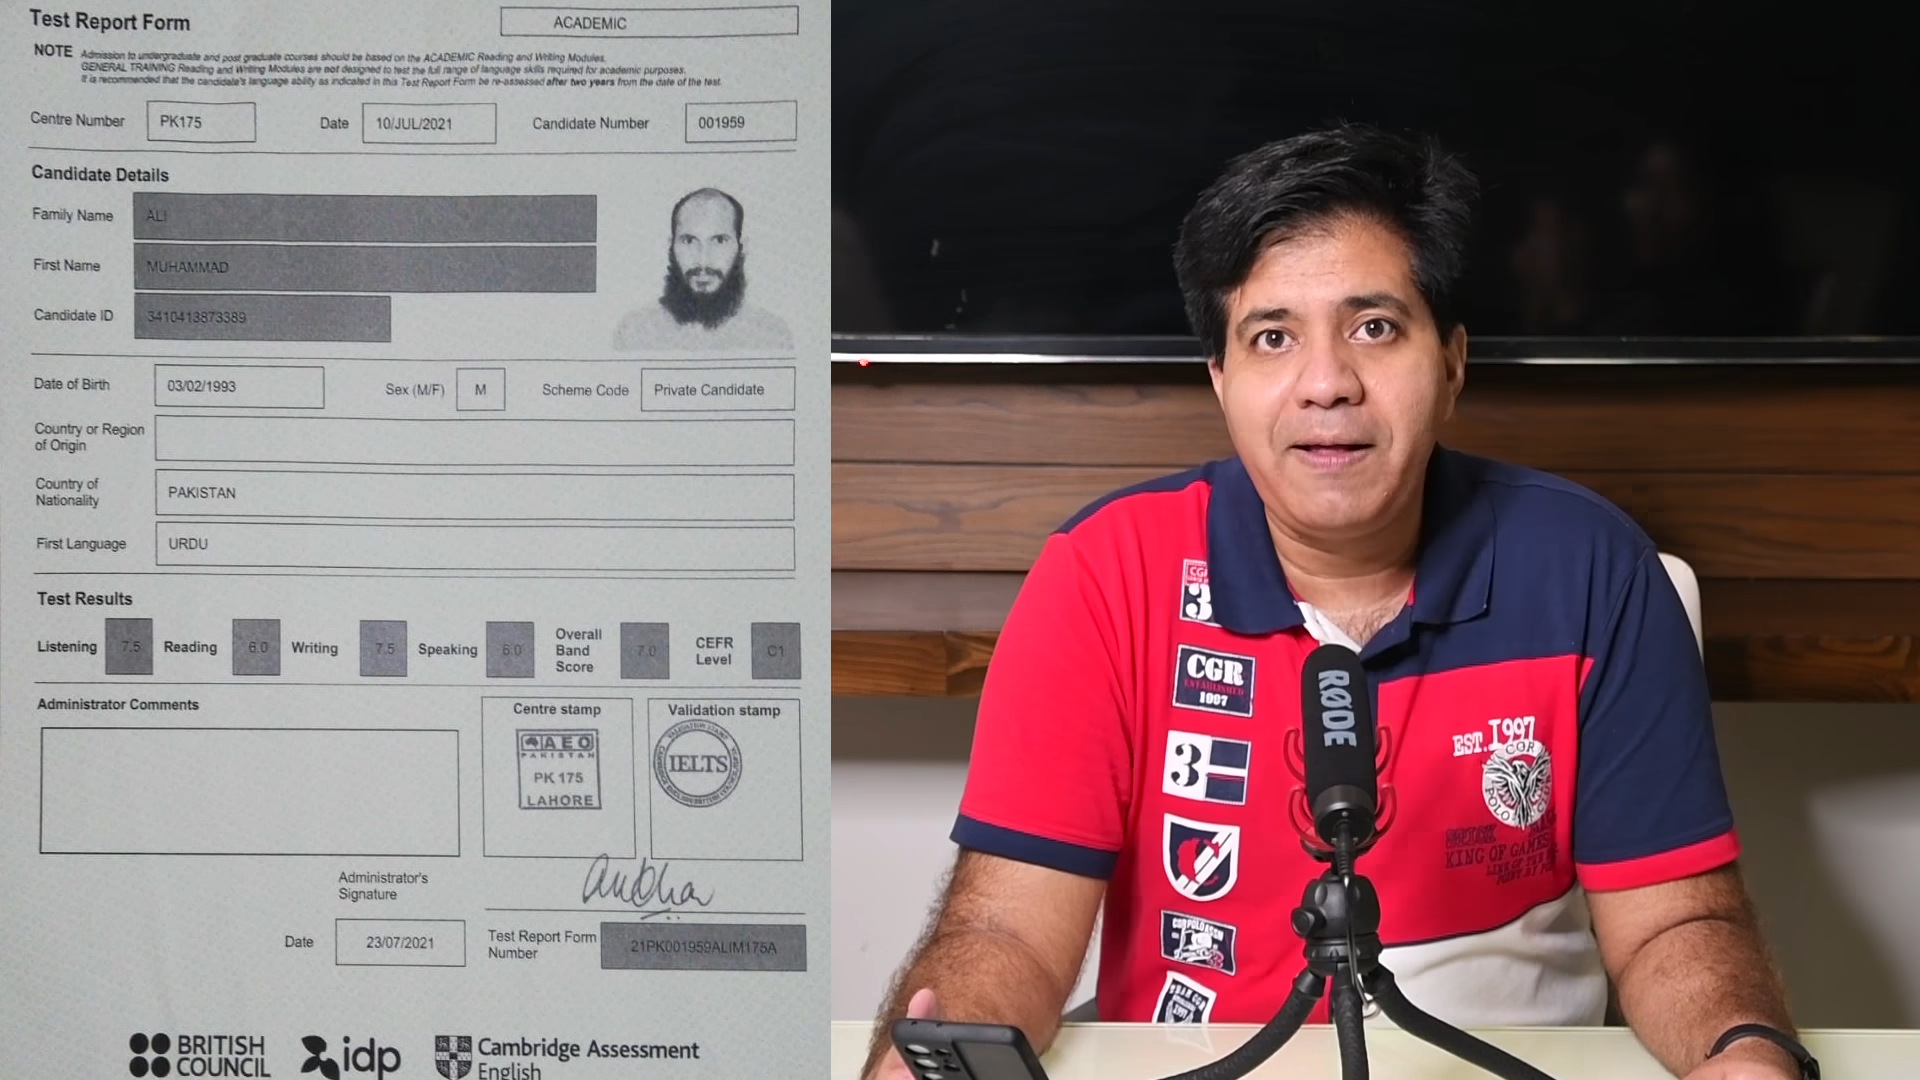 Test Report Form
ACADEMIC
NOTE Admission to undergraduate and post graduate courses should be based on the ACADEMIC Reading and Writing Modules.
GENERAL TRAINING Reading and Writing Modules are not designed to test the full range of language skills required for academic purposes.
It is recommended that the candidate's language ability as indicated in this Test Report Form be re-assessed after two years from the date of the test.
Centre Number PK175 Date 10/JUL/2021 Candidate Number 001959
Candidate Details
Family Name ALI
First Name MUHAMMAD
Candidate ID 3410413873389
Date of Birth 03/02/1993 Sex (M/F) M Scheme Code Private Candidate
Country or Region
of Origin
Country of
Nationality
PAKISTAN
First Language URDU
Test Results
Listening 7.5 Reading 6.0 Writing 7.5 Speaking 6.0
Overall
Band
Score
7.0
CEFR
Level
C1
Administrator Comments
Centre stamp
AEO
PAKISTAN
PK 175
LAHORE
Validation stamp
IELTS
Administrator's
Signature
Date 23/07/2021
Test Report Form
Number
21PK001959ALIM175A
BRITISH
COUNCIL
idp
Cambridge Assessment
English
3
CGR
ESTABLISHED
1997
3
RØDE
EST.1997
CGR
POLO
KING OF GAMES